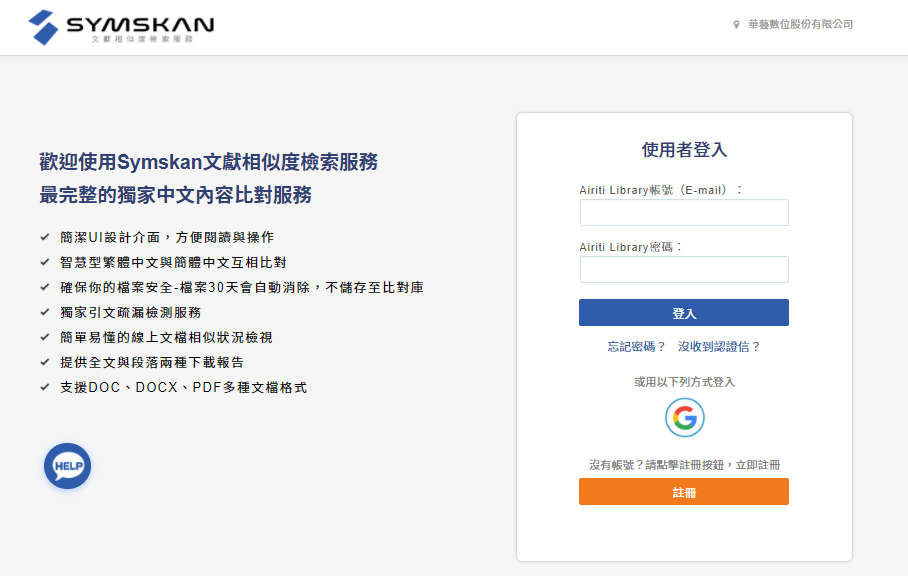 SYMSKAN
文獻相似度檢索服務
華藝數位股份有限公司
歡迎使用Symskan文獻相似度檢索服務
最完整的獨家中文內容比對服務
簡潔UI設計介面，方便閱讀與操作
智慧型繁體中文與簡體中文互相比對
確保你的檔案安全-檔案30天會自動消除，不儲存至比對庫
獨家引文疏漏檢測服務
簡單易懂的線上文檔相似狀況檢視
提供全文與段落兩種下載報告
支援DOC、DOCX、PDF多種文檔格式
HELP
使用者登入
Airiti Library帳號（E-mail）：
Airiti Library密碼：
登入
忘記密碼？ 沒收到認證信？
或用以下列方式登入
G
沒有帳號？請點擊註冊按鈕，立即註冊
註冊